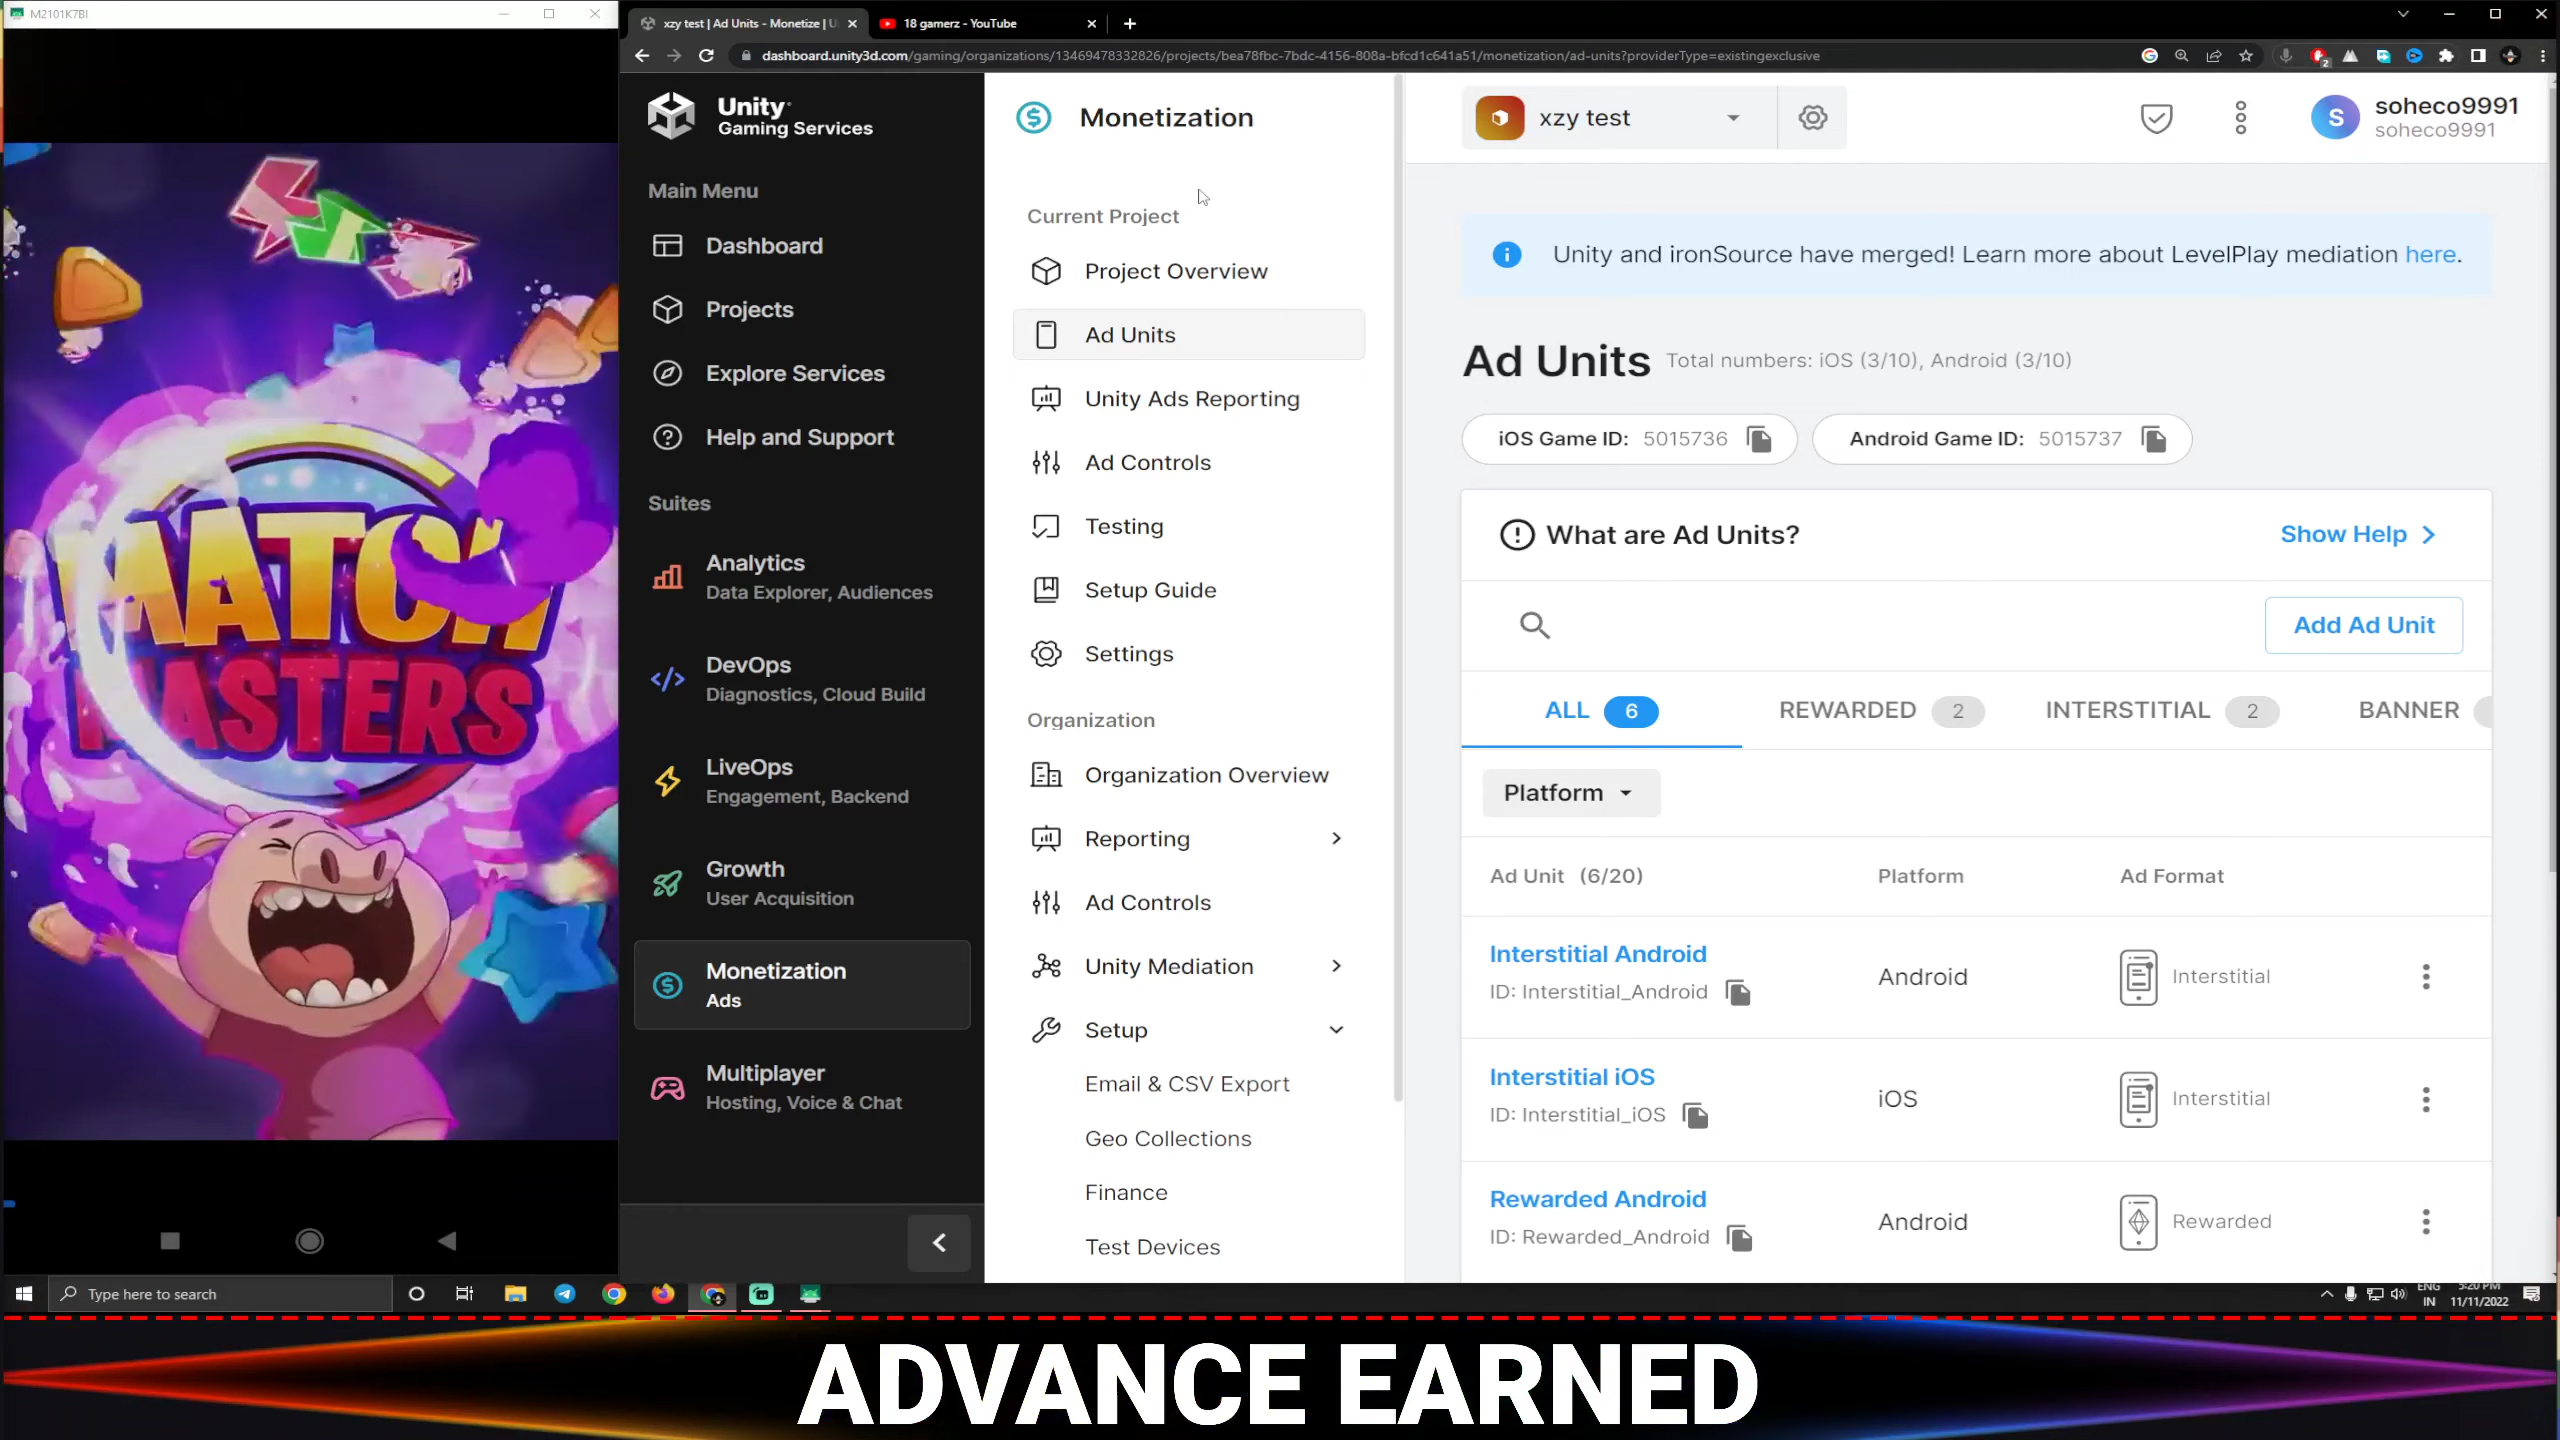 M2101K7BI
MATCH
MASTERS
xzy test | Ad Units - Monetize | U
18 gamerz - YouTube
dashboard.unity3d.com/gaming/organizations/13469478332826/projects/bea78fbc-7bdc-4156-808a-bfcd1c641a51/monetization/ad-units?providerType=existingexclusive
2
Unity
Gaming Services
Main Menu
Dashboard
Projects
Explore Services
Help and Support
Suites
Analytics
Data Explorer, Audiences
DevOps
Diagnostics, Cloud Build
LiveOps
Engagement, Backend
Growth
User Acquisition
Monetization
Ads
Multiplayer
Hosting, Voice & Chat
Monetization
Current Project
Project Overview
Ad Units
Unity Ads Reporting
Ad Controls
Testing
Setup Guide
Settings
Organization
Organization Overview
Reporting
Ad Controls
Unity Mediation
Setup
Email & CSV Export
Geo Collections
Finance
Test Devices
xzy test
S
soheco9991
soheco9991
Unity and ironSource have merged! Learn more about LevelPlay mediation here.
Ad Units Total numbers: iOS (3/10), Android (3/10)
iOS Game ID: 5015736
Android Game ID: 5015737
What are Ad Units?
Show Help
Add Ad Unit
ALL 6
REWARDED 2
INTERSTITIAL 2
BANNER
Platform
Ad Unit (6/20)
Platform
Ad Format
Interstitial Android
ID: Interstitial_Android
Android
Interstitial
Interstitial iOS
ID: Interstitial_iOS
iOS
Interstitial
Rewarded Android
ID: Rewarded_Android
Android
Rewarded
Type here to search
ENG
IN
5:20 PM
11/11/2022
ADVANCE EARNED